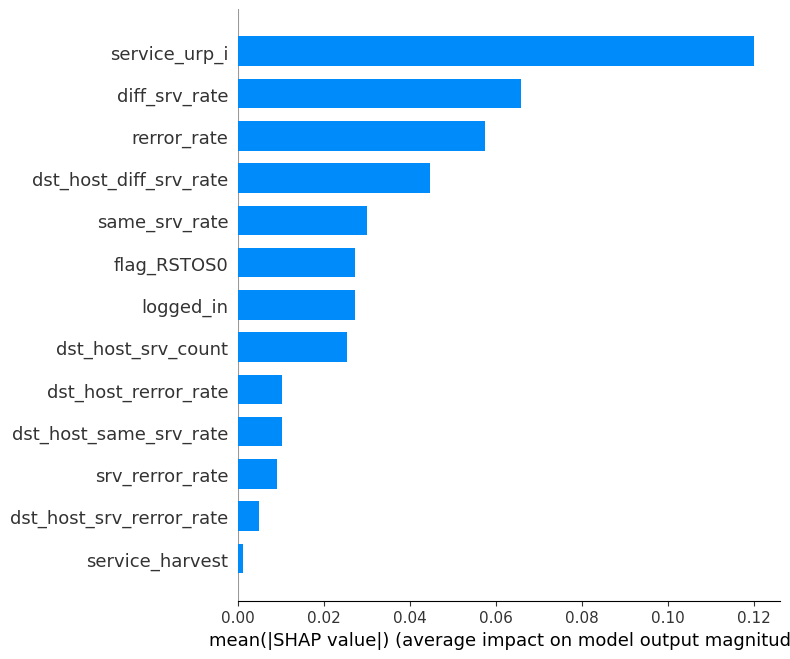 service_urp_i
diff_srv_rate
rerror_rate
dst_host_diff_srv_rate
same_srv_rate
flag_RSTOS0
logged_in
dst_host_srv_count
dst_host_rerror_rate
dst_host_same_srv_rate
srv_rerror_rate
dst_host_srv_rerror_rate
service_harvest
0.00 0.02 0.04 0.06 0.08 0.10 0.12
mean(|SHAP value|) (average impact on model output magnitud